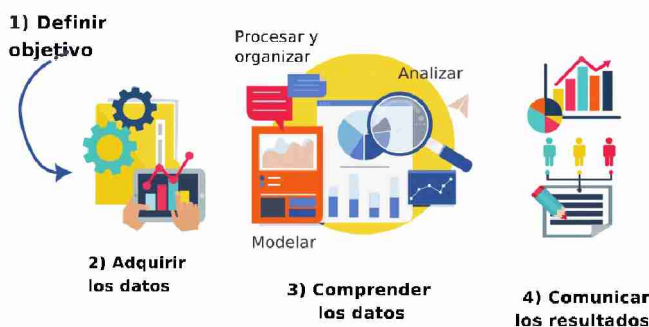 1) Definir
objetivo
Procesar y
organizar
Analizar
Modelar
2) Adquirir
los datos
3) Comprender
los datos
4) Comunicar
los resultados